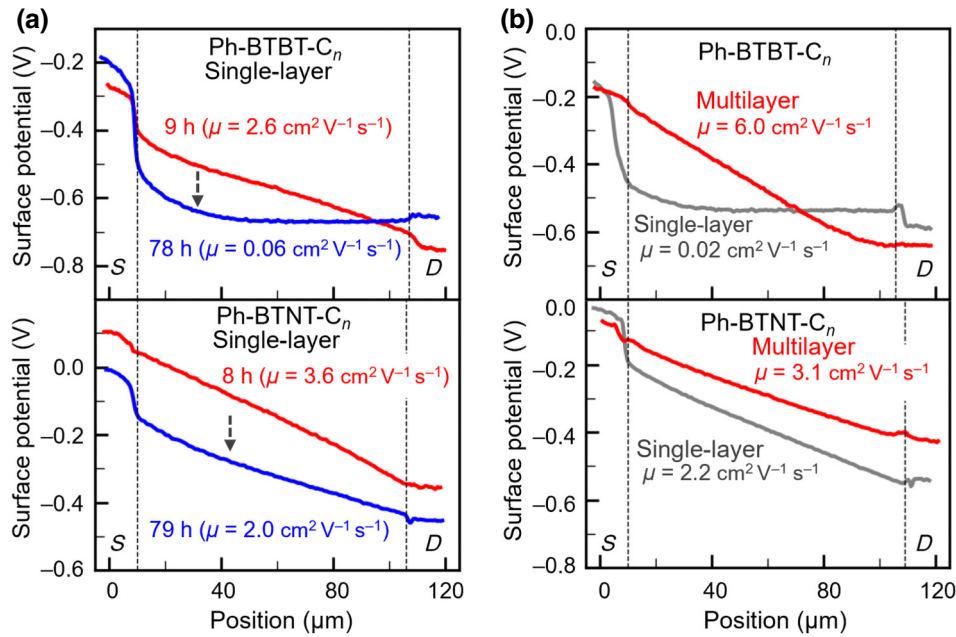 (a)
Surface potential (V)
−0.2
−0.4
−0.6
−0.8
Ph-BTBT-Cn
Single-layer
9 h (μ = 2.6 cm² V⁻¹ s⁻¹)
78 h (μ = 0.06 cm² V⁻¹ s⁻¹)
S
D
Surface potential (V)
0.0
−0.2
−0.4
−0.6
Ph-BTNT-Cn
Single-layer
8 h (μ = 3.6 cm² V⁻¹ s⁻¹)
79 h (μ = 2.0 cm² V⁻¹ s⁻¹)
S
D
0 40 80 120
Position (μm)
(b)
Surface potential (V)
0.0
−0.2
−0.4
−0.6
Ph-BTBT-Cn
Multilayer
μ = 6.0 cm² V⁻¹ s⁻¹
Single-layer
μ = 0.02 cm² V⁻¹ s⁻¹
S
D
Surface potential (V)
0.0
−0.2
−0.4
−0.6
−0.8
Ph-BTNT-Cn
Multilayer
μ = 3.1 cm² V⁻¹ s⁻¹
Single-layer
μ = 2.2 cm² V⁻¹ s⁻¹
S
D
0 40 80 120
Position (μm)